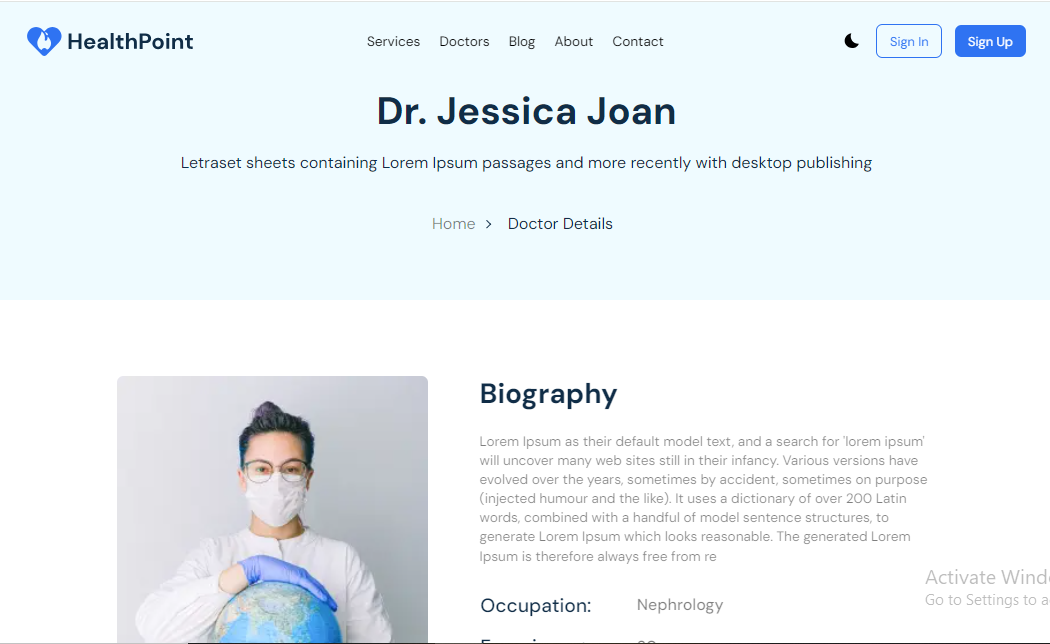 HealthPoint
Services Doctors Blog About Contact
Sign In
Sign Up
Dr. Jessica Joan
Letraset sheets containing Lorem Ipsum passages and more recently with desktop publishing
Home > Doctor Details
Biography
Lorem Ipsum as their default model text, and a search for 'lorem ipsum'
will uncover many web sites still in their infancy. Various versions have
evolved over the years, sometimes by accident, sometimes on purpose
(injected humour and the like). It uses a dictionary of over 200 Latin
words, combined with a handful of model sentence structures, to
generate Lorem Ipsum which looks reasonable. The generated Lorem
Ipsum is therefore always free from re
Activate Wind
Go to Settings to a
Occupation: Nephrology